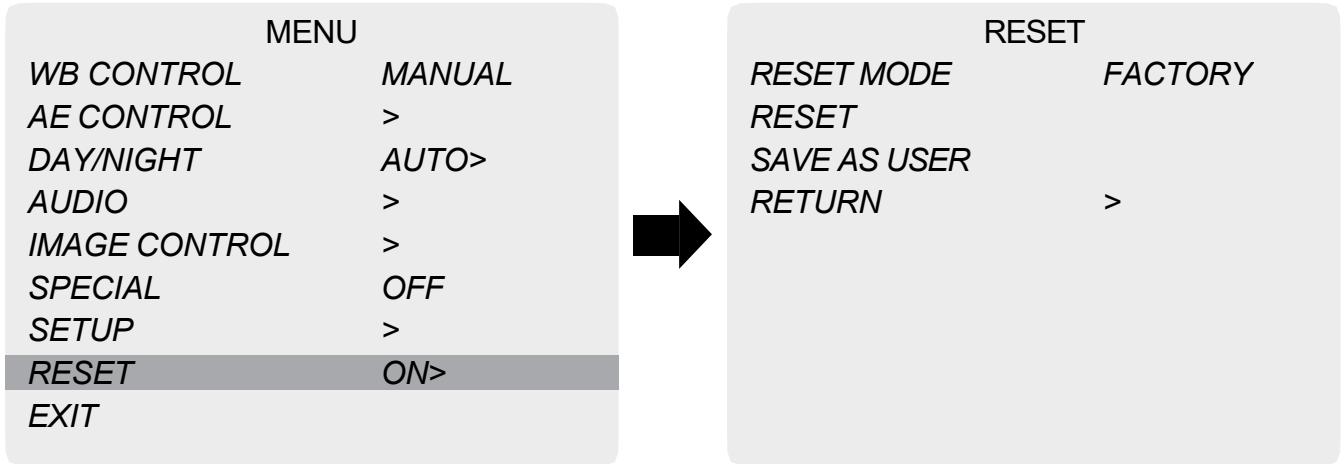 MENU
WB CONTROL MANUAL
AE CONTROL >
DAY/NIGHT AUTO>
AUDIO >
IMAGE CONTROL >
SPECIAL OFF
SETUP >
RESET ON>
EXIT
RESET
RESET MODE FACTORY
RESET
SAVE AS USER
RETURN >